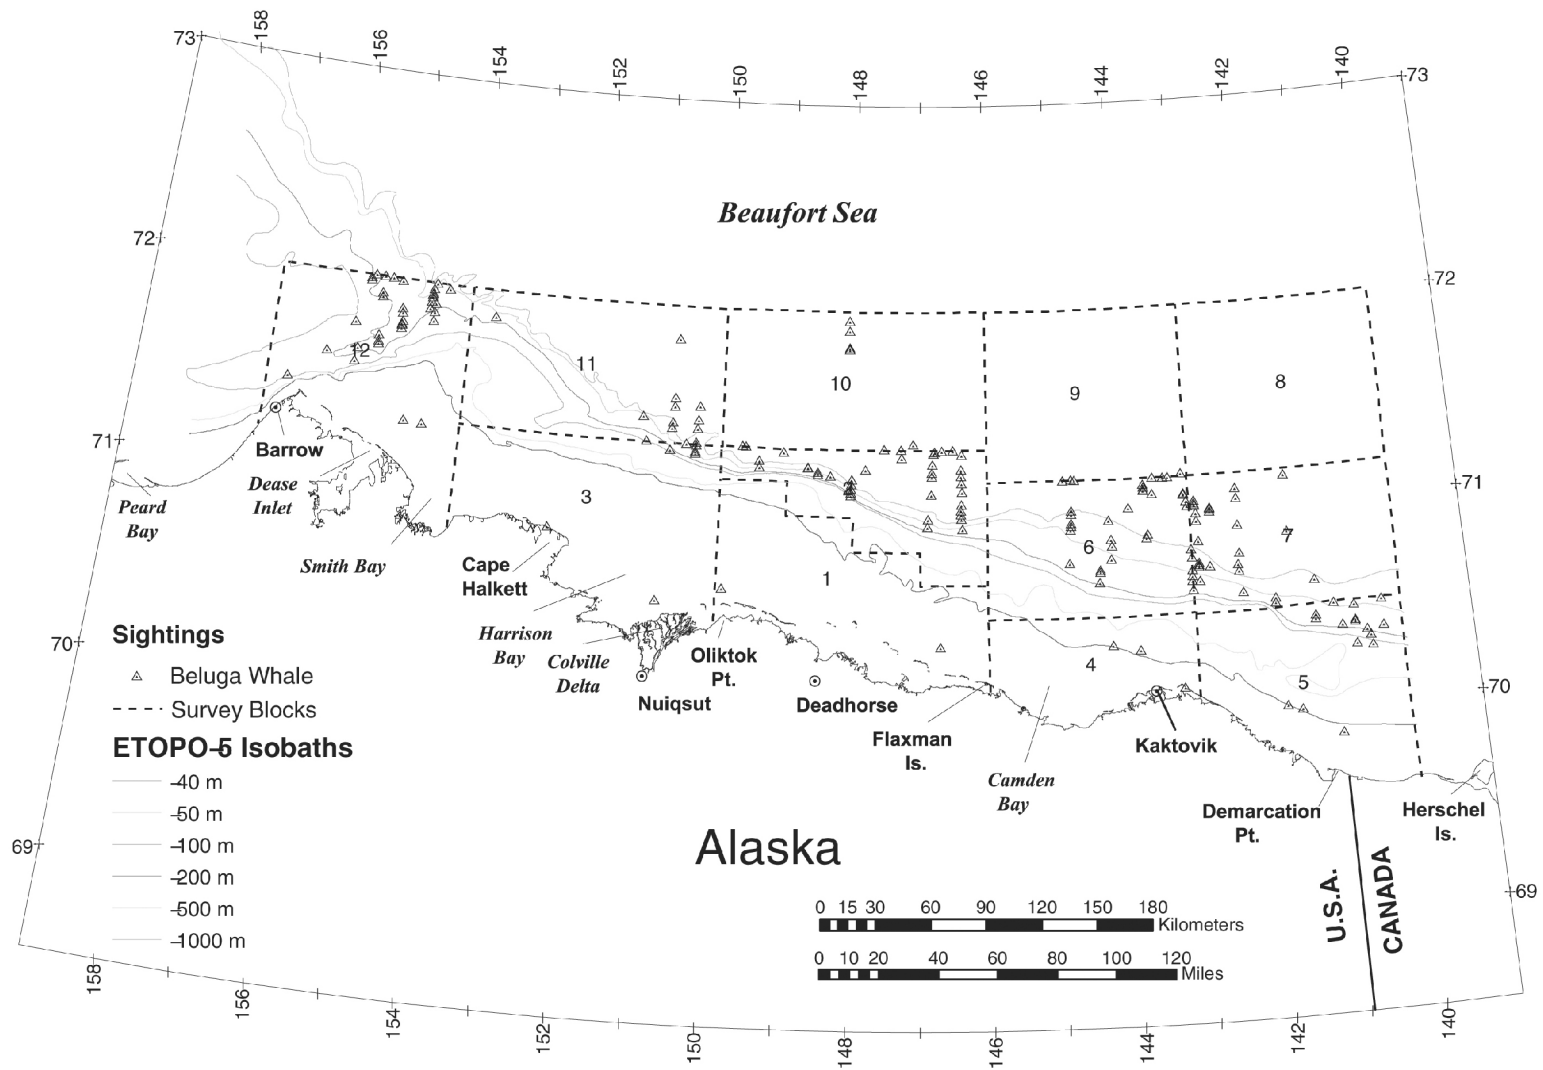 158
156
154
152
150
148
146
144
142
140
73
73
Beaufort Sea
72
72
12
11
10
9
8
71
71
Barrow
Peard
Bay
Dease
Inlet
Smith Bay
3
Cape
Halkett
6
7
1
Harrison
Bay
Colville
Delta
Nuiqsut
Oliktok
Pt.
Deadhorse
Flaxman
Is.
4
5
Kaktovik
Camden
Bay
Demarcation
Pt.
Herschel
Is.
70
70
Sightings
Beluga Whale
Survey Blocks
ETOPO-5 Isobaths
-40 m
-50 m
-100 m
-200 m
-500 m
-1000 m
Alaska
U.S.A.
CANADA
0 15 30 60 90 120 150 180
Kilometers
0 10 20 40 60 80 100 120
Miles
69
69
158
156
154
152
150
148
146
144
142
140